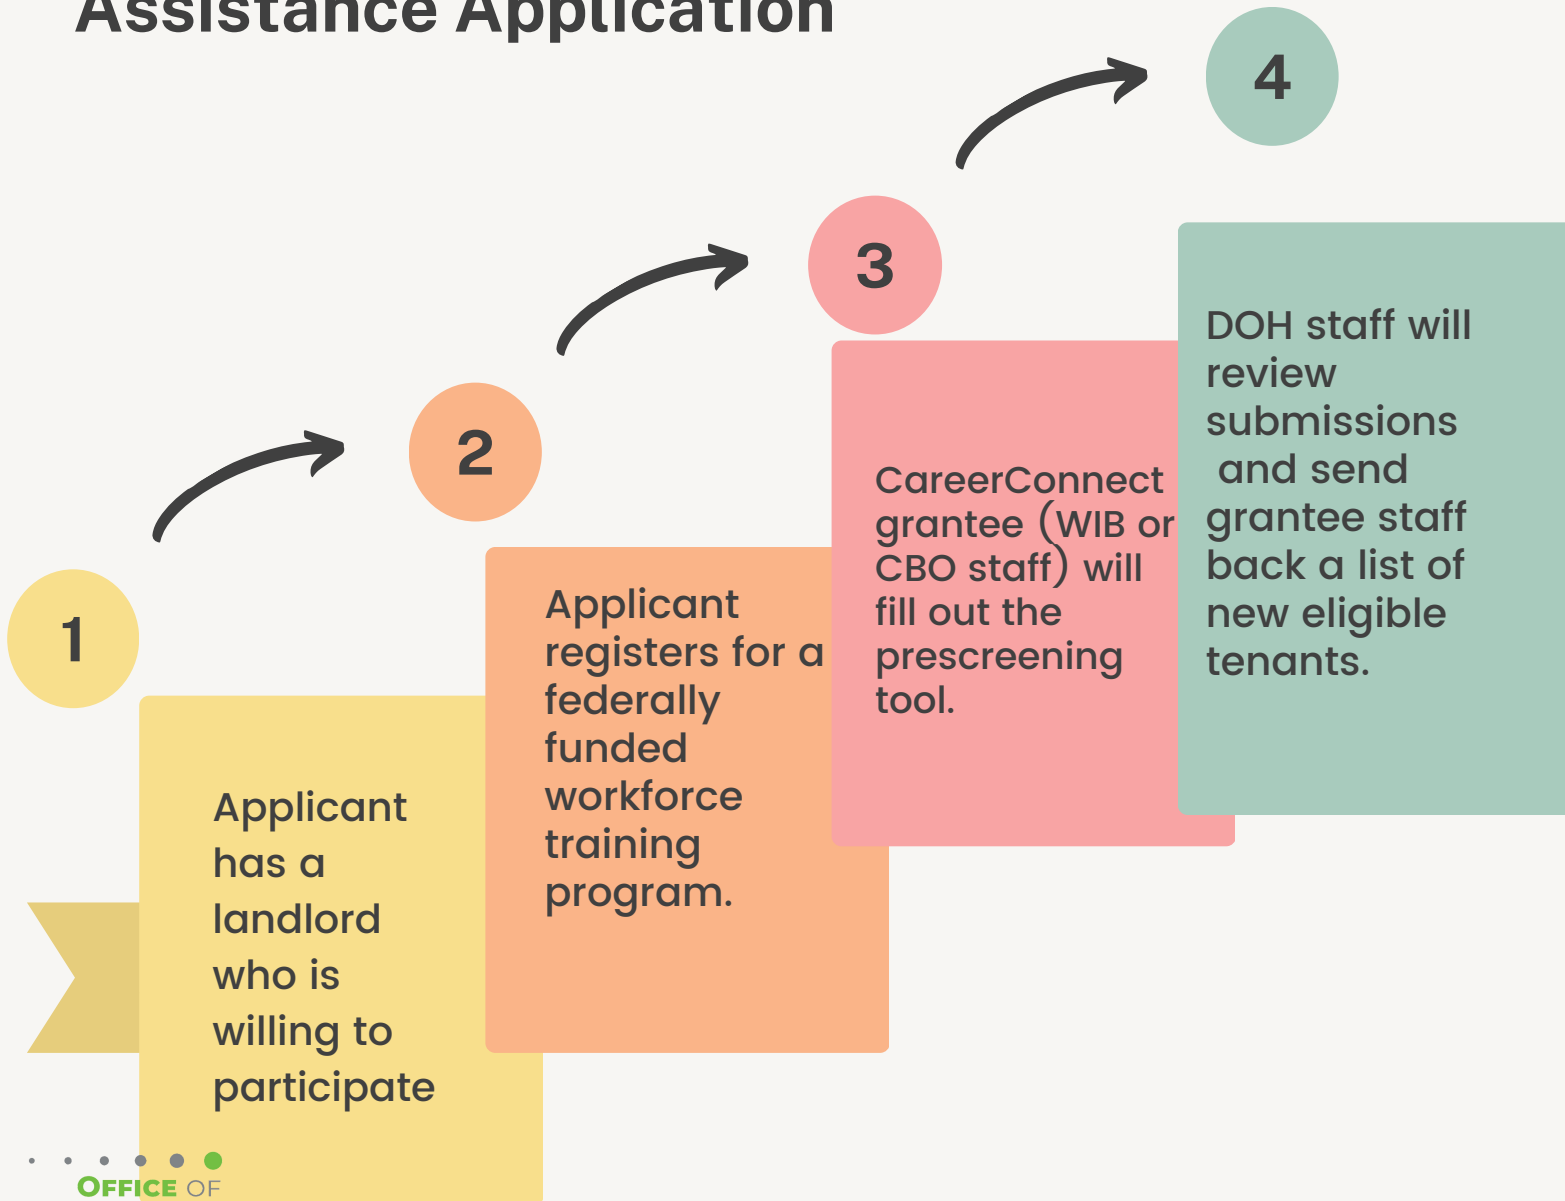 Assistance Application
1
Applicant
has a
landlord
who is
willing to
participate
2
Applicant
registers for a
federally
funded
workforce
training
program.
3
CareerConnect
grantee (WIB or
CBO staff) will
fill out the
prescreening
tool.
4
DOH staff will
review
submissions
and send
grantee staff
back a list of
new eligible
tenants.
OFFICE OF